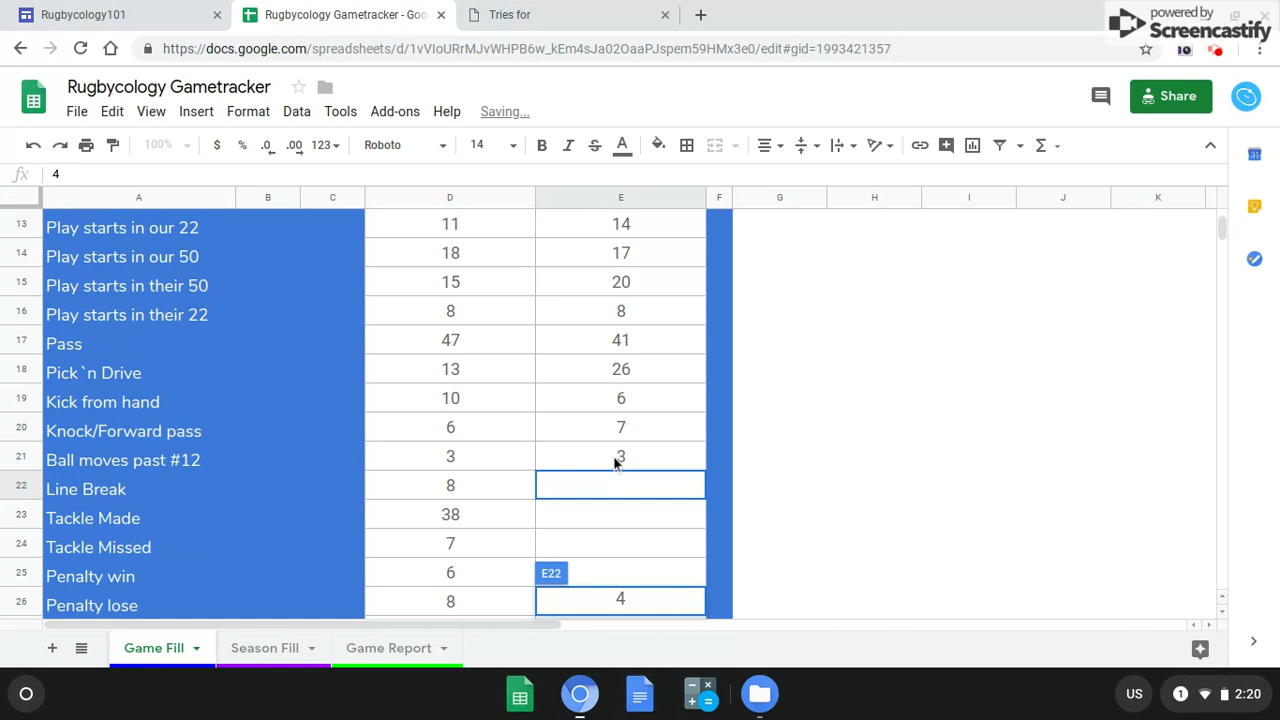 Rugbycology101 × Rugbycology Gametracker - Goo × Tries for × +
powered by
Screencastify
https://docs.google.com/spreadsheets/d/1vVIoURrMJvWHPB6w_kEm4sJa02OaaPJspem59HMx3e0/edit#gid=1993421357
Rugbycology Gametracker
Share
File Edit View Insert Format Data Tools Add-ons Help Saving...
100% $ % .0 .00 123 Roboto 14 B I S A Σ
31
fx 4
A B C D E F G H I J K
13 Play starts in our 22 11 14
14 Play starts in our 50 18 17
15 Play starts in their 50 15 20
16 Play starts in their 22 8 8
17 Pass 47 41
18 Pick`n Drive 13 26
19 Kick from hand 10 6
20 Knock/Forward pass 6 7
21 Ball moves past #12 3 3
22 Line Break 8
23 Tackle Made 38
24 Tackle Missed 7
25 Penalty win 6 E22
26 Penalty lose 8 4
+ Game Fill Season Fill Game Report
US 1 2:20